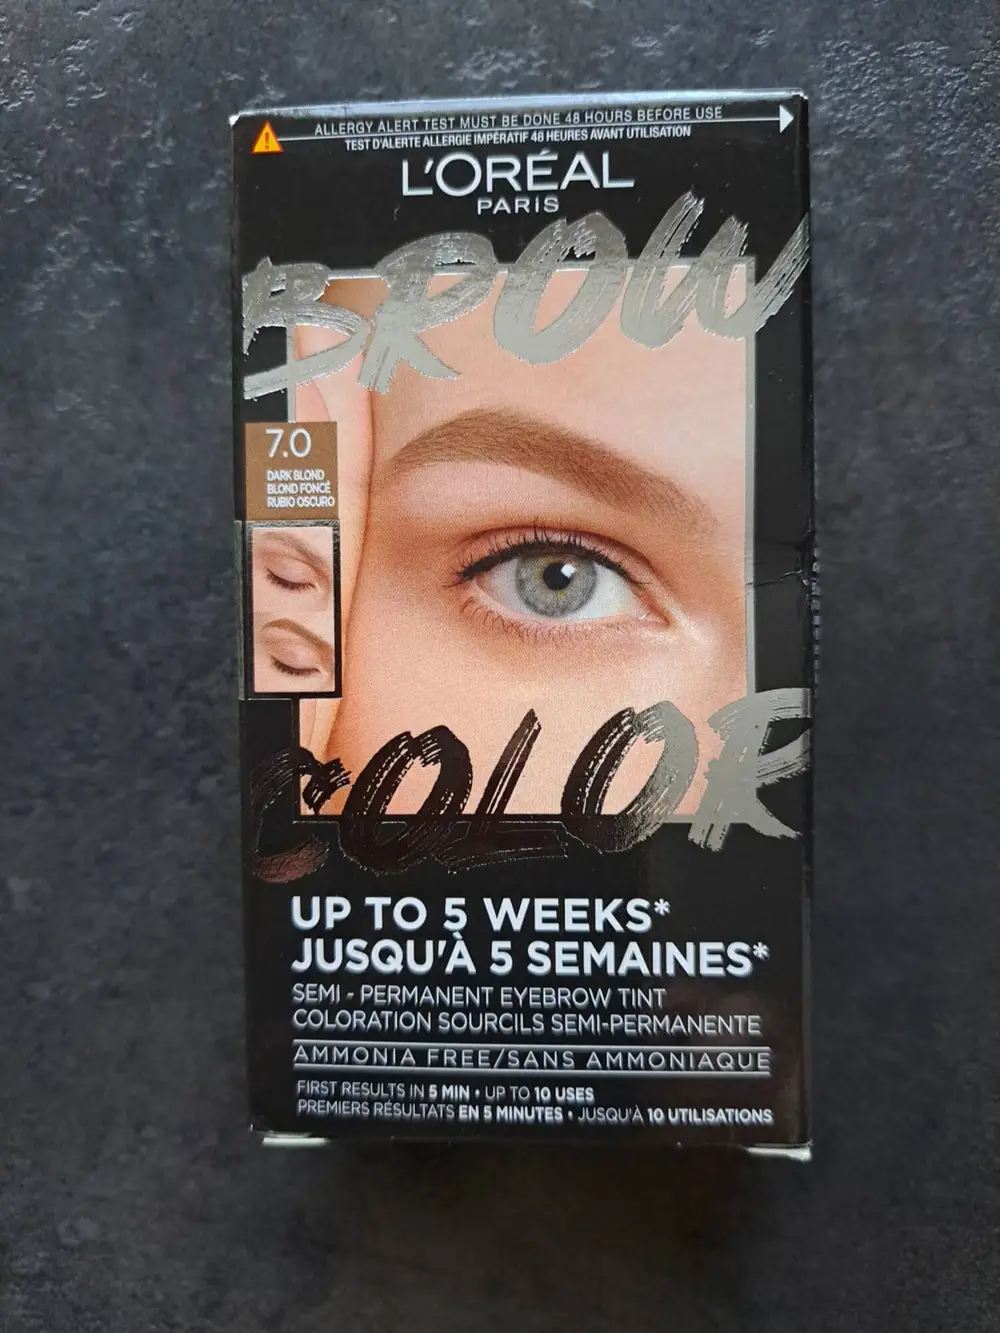 ALLERGY ALERT TEST MUST BE DONE 48 HOURS BEFORE USE
TEST D'ALERTE ALLERGIE IMPÉRATIF 48 HEURES AVANT UTILISATION
L'ORÉAL
PARIS
BROW
7.0
DARK BLOND
BLOND FONCÉ
RUBIO OSCURO
COLOR
UP TO 5 WEEKS*
JUSQU'À 5 SEMAINES*
SEMI - PERMANENT EYEBROW TINT
COLORATION SOURCILS SEMI-PERMANENTE
AMMONIA FREE/SANS AMMONIAQUE
FIRST RESULTS IN 5 MIN • UP TO 10 USES
PREMIERS RÉSULTATS EN 5 MINUTES • JUSQU'À 10 UTILISATIONS